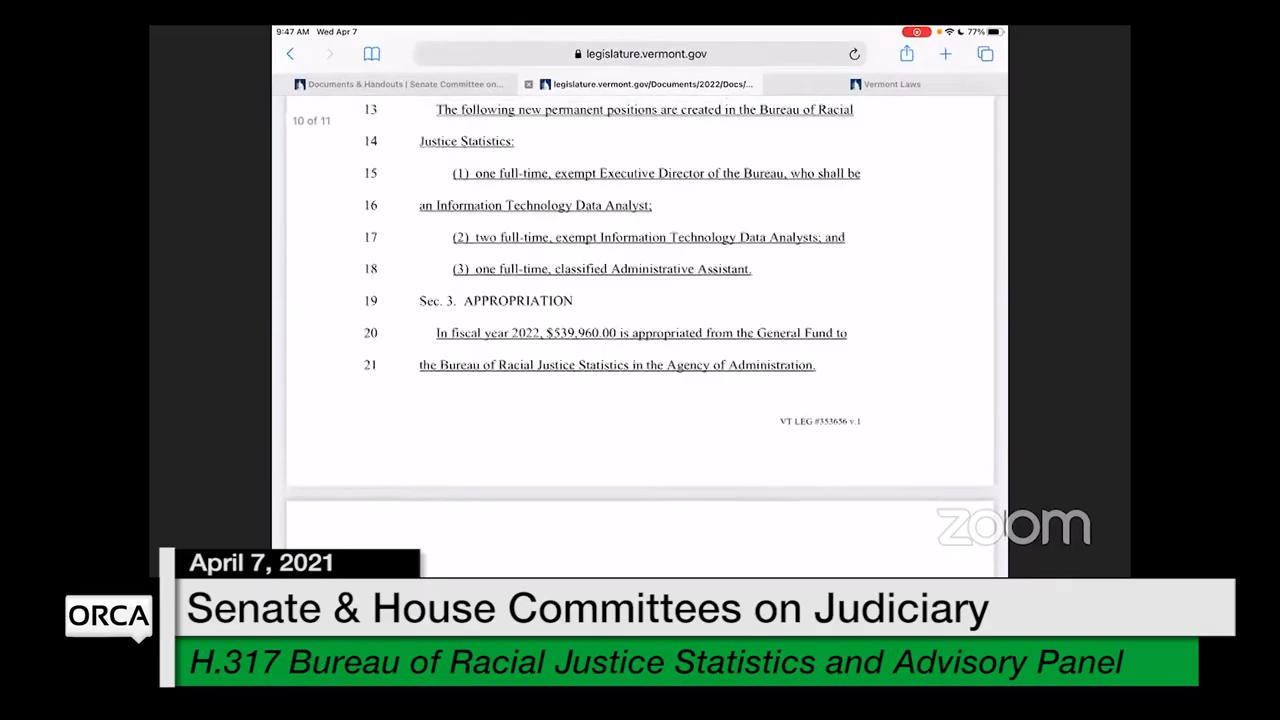 9:47 AM Wed Apr 7
77%
legislature.vermont.gov
Documents & Handouts | Senate Committee on...
legislature.vermont.gov/Documents/2022/Docs/...
Vermont Laws
10 of 11
13 The following new permanent positions are created in the Bureau of Racial
14 Justice Statistics:
15 (1) one full-time, exempt Executive Director of the Bureau, who shall be
16 an Information Technology Data Analyst;
17 (2) two full-time, exempt Information Technology Data Analysts; and
18 (3) one full-time, classified Administrative Assistant.
19 Sec. 3. APPROPRIATION
20 In fiscal year 2022, $539,960.00 is appropriated from the General Fund to
21 the Bureau of Racial Justice Statistics in the Agency of Administration.
VT LEG #353656 v.1
zoom
April 7, 2021
ORCA
Senate & House Committees on Judiciary
H.317 Bureau of Racial Justice Statistics and Advisory Panel